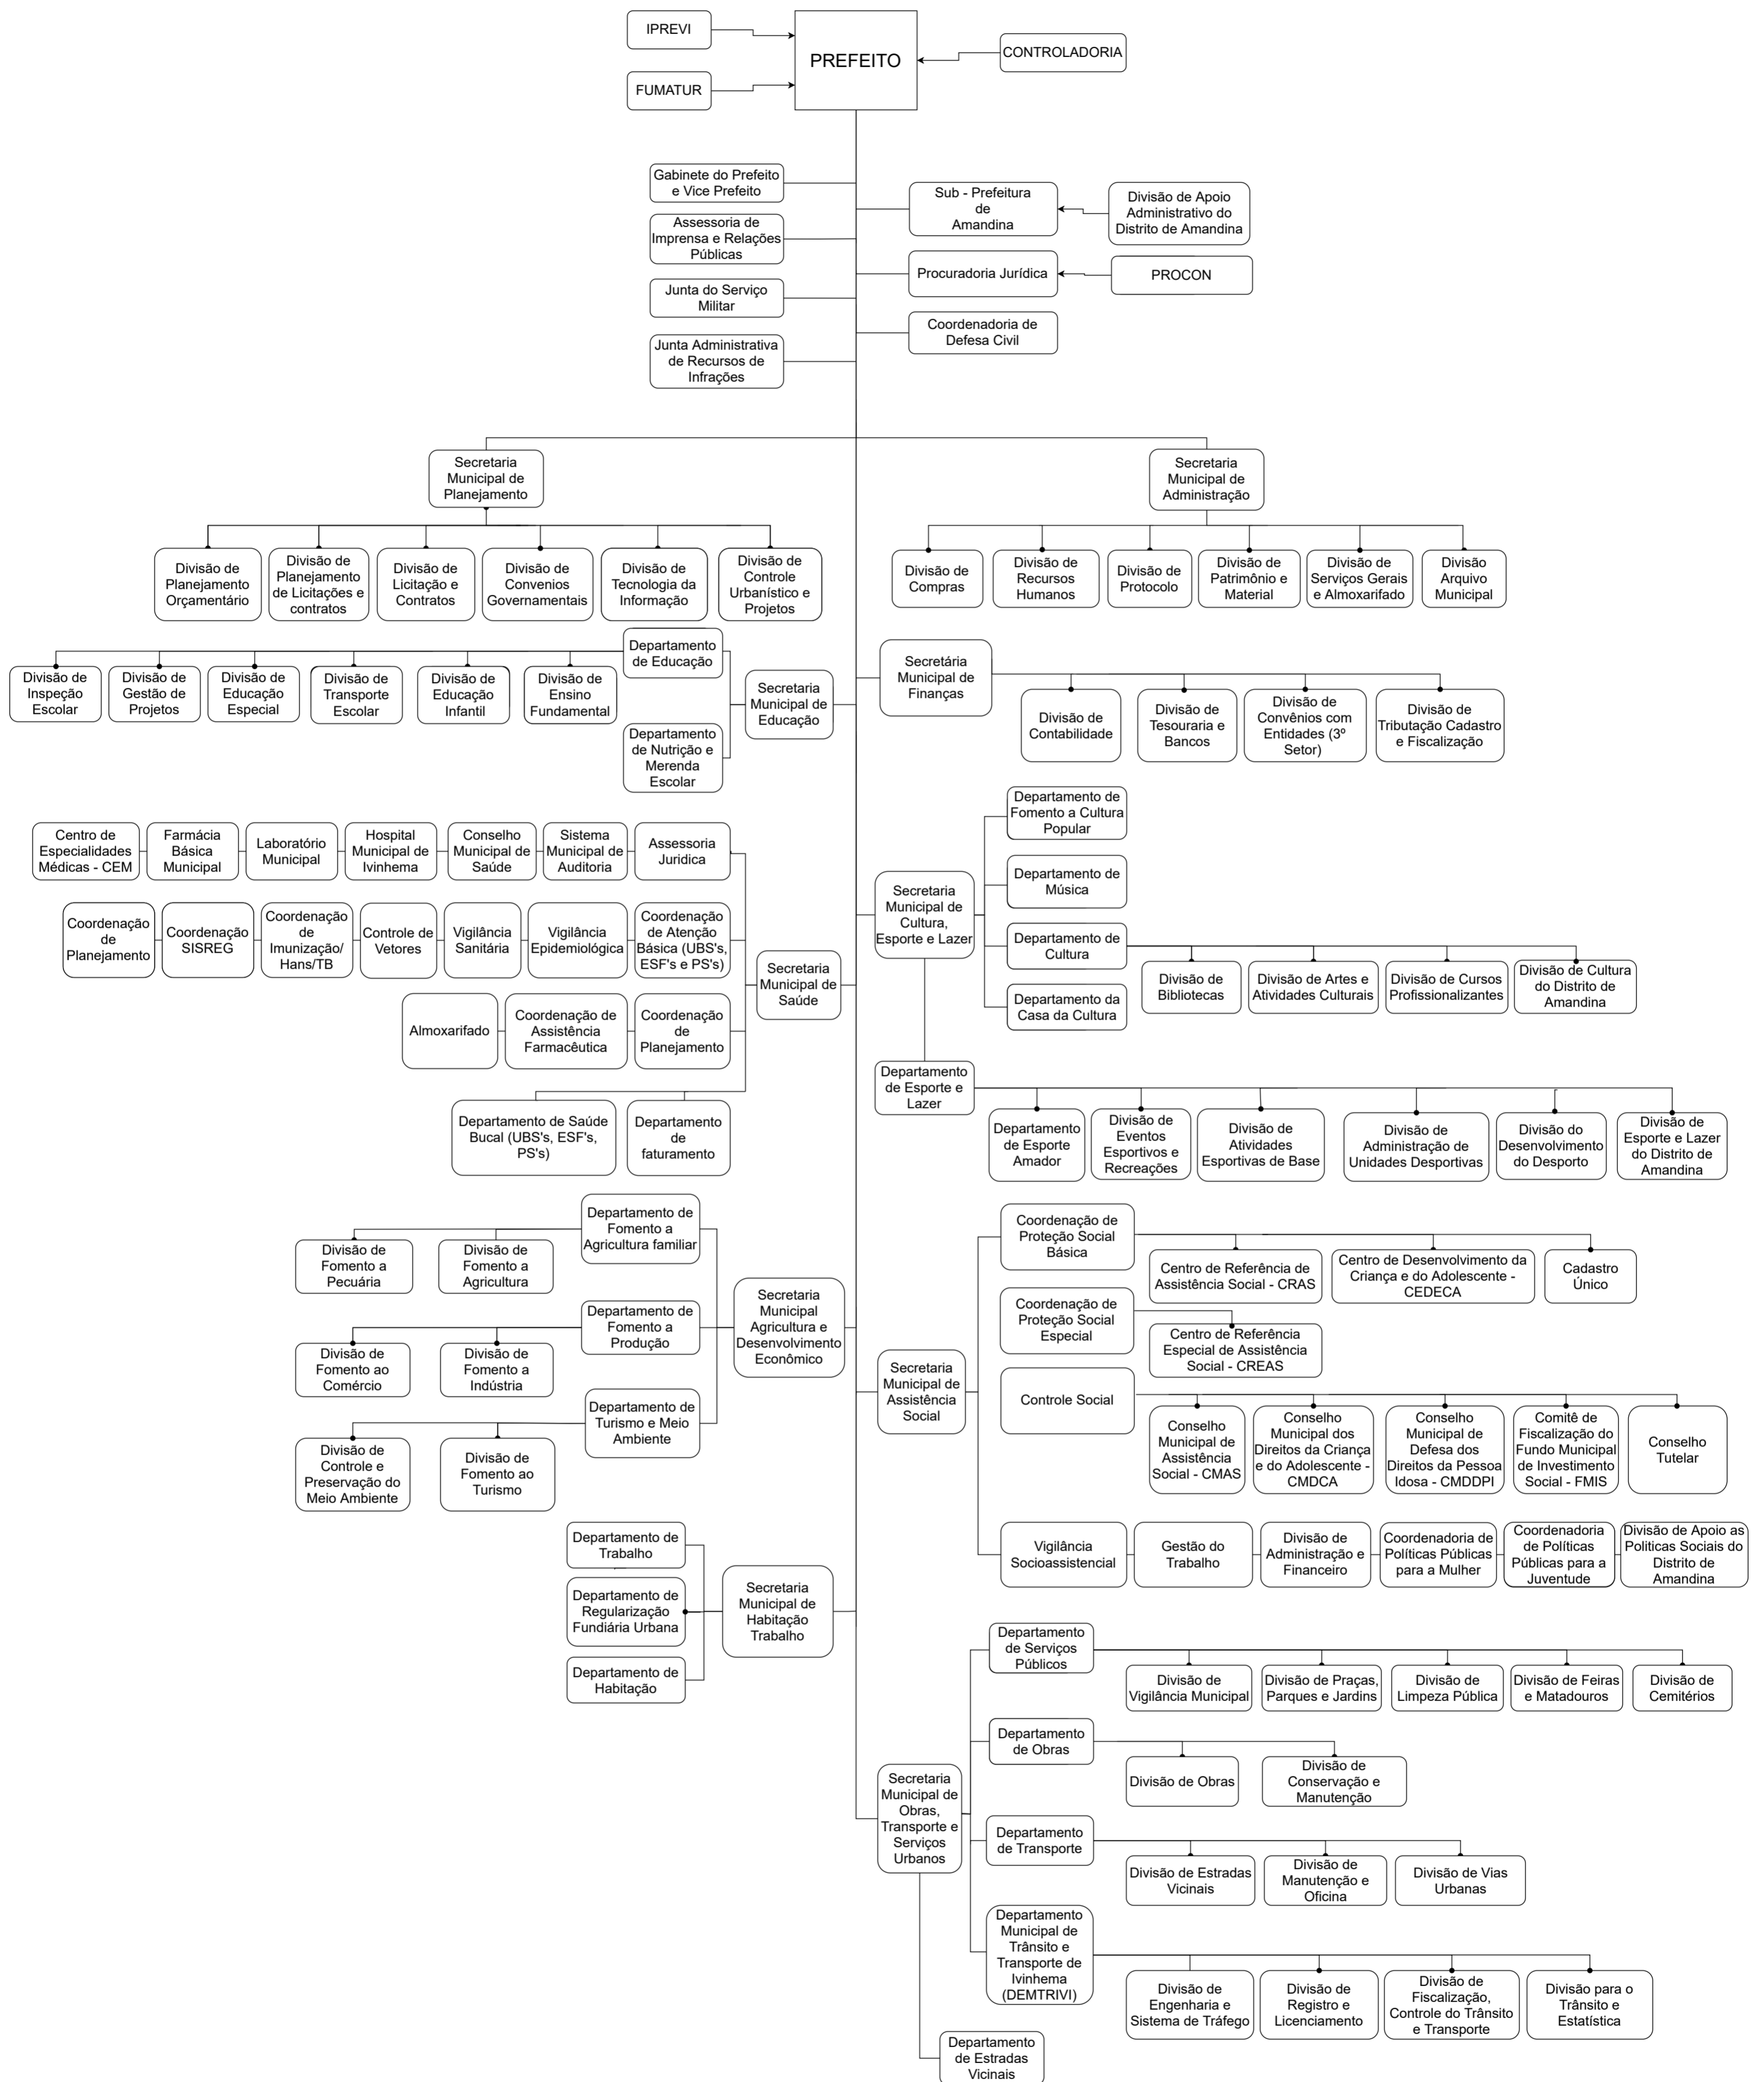 IPREVI
PREFEITO
CONTROLADORIA
FUMATUR
Gabinete do Prefeito
e Vice Prefeito
Sub - Prefeitura
de
Amandina
Divisão de Apoio
Administrativo do
Distrito de Amandina
Assessoria de
Imprensa e Relações
Públicas
Procuradoria Jurídica
PROCON
Junta do Serviço
Militar
Coordenadoria de
Defesa Civil
Junta Administrativa
de Recursos de
Infrações
Secretaria
Municipal de
Planejamento
Secretaria
Municipal de
Administração
Divisão de
Planejamento
Orçamentário
Divisão de
Planejamento
de Licitações e
contratos
Divisão de
Licitação e
Contratos
Divisão de
Convenios
Governamentais
Divisão de
Tecnologia da
Informação
Divisão de
Controle
Urbanístico e
Projetos
Divisão de
Compras
Divisão de
Recursos
Humanos
Divisão de
Protocolo
Divisão de
Patrimônio e
Material
Divisão de
Serviços Gerais
e Almoxarifado
Divisão
Arquivo
Municipal
Departamento
de Educação
Divisão de
Inspeção
Escolar
Divisão de
Gestão de
Projetos
Divisão de
Educação
Especial
Divisão de
Transporte
Escolar
Divisão de
Educação
Infantil
Divisão de
Ensino
Fundamental
Secretaria
Municipal de
Educação
Departamento
de Nutrição e
Merenda
Escolar
Secretária
Municipal de
Finanças
Divisão de
Contabilidade
Divisão de
Tesouraria e
Bancos
Divisão de
Convênios com
Entidades (3º
Setor)
Divisão de
Tributação Cadastro
e Fiscalização
Centro de
Especialidades
Médicas - CEM
Farmácia
Básica
Municipal
Laboratório
Municipal
Hospital
Municipal de
Ivinhema
Conselho
Municipal de
Saúde
Sistema
Municipal de
Auditoria
Assessoria
Juridica
Coordenação
de
Planejamento
Coordenação
SISREG
Coordenação
de
Imunização/
Hans/TB
Controle de
Vetores
Vigilância
Sanitária
Vigilância
Epidemiológica
Coordenação
de Atenção
Básica (UBS's,
ESF's e PS's)
Secretaria
Municipal de
Saúde
Almoxarifado
Coordenação de
Assistência
Farmacêutica
Coordenação
de
Planejamento
Departamento de Saúde
Bucal (UBS's, ESF's,
PS's)
Departamento
de
faturamento
Departamento de
Fomento a Cultura
Popular
Departamento de
Música
Secretaria
Municipal de
Cultura,
Esporte e Lazer
Departamento de
Cultura
Divisão de
Bibliotecas
Divisão de Artes e
Atividades Culturais
Divisão de Cursos
Profissionalizantes
Divisão de Cultura
do Distrito de
Amandina
Departamento da
Casa da Cultura
Departamento
de Esporte e
Lazer
Departamento
de Esporte
Amador
Divisão de
Eventos
Esportivos e
Recreações
Divisão de
Atividades
Esportivas de Base
Divisão de
Administração de
Unidades Desportivas
Divisão do
Desenvolvimento
do Desporto
Divisão de
Esporte e Lazer
do Distrito de
Amandina
Departamento de
Fomento a
Agricultura familiar
Divisão de
Fomento a
Pecuária
Divisão de
Fomento a
Agricultura
Departamento de
Fomento a
Produção
Secretaria
Municipal
Agricultura e
Desenvolvimento
Econômico
Divisão de
Fomento ao
Comércio
Divisão de
Fomento a
Indústria
Departamento de
Turismo e Meio
Ambiente
Divisão de
Controle e
Preservação do
Meio Ambiente
Divisão de
Fomento ao
Turismo
Coordenação de
Proteção Social
Básica
Centro de Referência de
Assistência Social - CRAS
Centro de Desenvolvimento da
Criança e do Adolescente -
CEDECA
Cadastro
Único
Coordenação de
Proteção Social
Especial
Centro de Referência
Especial de Assistência
Social - CREAS
Secretaria
Municipal de
Assistência
Social
Controle Social
Conselho
Municipal de
Assistência
Social - CMAS
Conselho
Municipal dos
Direitos da Criança
e do Adolescente -
CMDCA
Conselho
Municipal de
Defesa dos
Direitos da Pessoa
Idosa - CMDDPI
Comitê de
Fiscalização do
Fundo Municipal
de Investimento
Social - FMIS
Conselho
Tutelar
Vigilância
Socioassistencial
Gestão do
Trabalho
Divisão de
Administração e
Financeiro
Coordenadoria de
Políticas Públicas
para a Mulher
Coordenadoria
de Políticas
Públicas para a
Juventude
Divisão de Apoio as
Politicas Sociais do
Distrito de
Amandina
Departamento de
Trabalho
Departamento de
Regularização
Fundiária Urbana
Departamento de
Habitação
Secretaria
Municipal de
Habitação
Trabalho
Departamento
de Serviços
Públicos
Divisão de
Vigilância Municipal
Divisão de Praças,
Parques e Jardins
Divisão de
Limpeza Pública
Divisão de Feiras
e Matadouros
Divisão de
Cemitérios
Departamento
de Obras
Divisão de Obras
Divisão de
Conservação e
Manutenção
Secretaria
Municipal de
Obras,
Transporte e
Serviços
Urbanos
Departamento
de Transporte
Divisão de Estradas
Vicinais
Divisão de
Manutenção e
Oficina
Divisão de Vias
Urbanas
Departamento
Municipal de
Trânsito e
Transporte de
Ivinhema
(DEMTRIVI)
Divisão de
Engenharia e
Sistema de Tráfego
Divisão de
Registro e
Licenciamento
Divisão de
Fiscalização,
Controle do Trânsito
e Transporte
Divisão para o
Trânsito e
Estatística
Departamento
de Estradas
Vicinais